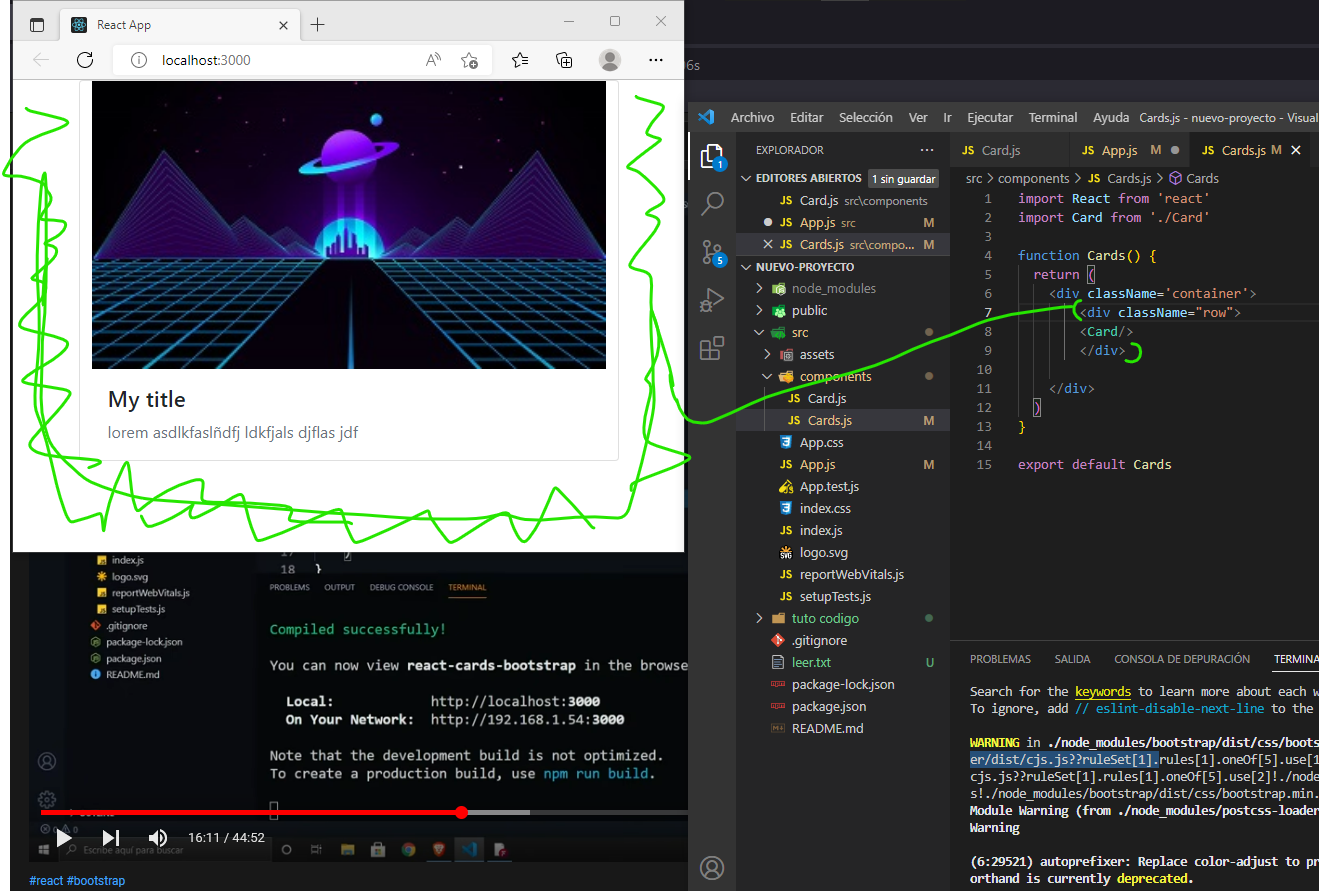 React App
localhost:3000
My title
lorem asdlkfaslñdfj ldkfjals djflas jdf
index.js
logo.svg
reportWebVitals.js
setupTests.js
.gitignore
package-lock.json
package.json
README.md
18 }
PROBLEMS OUTPUT DEBUG CONSOLE TERMINAL
Compiled successfully!
You can now view react-cards-bootstrap in the browse
Local: http://localhost:3000
On Your Network: http://192.168.1.54:3000
Note that the development build is not optimized.
To create a production build, use npm run build.
16:11 / 44:52
Escribe aquí para buscar
#react #bootstrap
06s
Archivo Editar Selección Ver Ir Ejecutar Terminal Ayuda Cards.js - nuevo-proyecto - Visual
EXPLORADOR
1
5
EDITORES ABIERTOS 1 sin guardar
JS Card.js src\components
JS App.js src M
JS Cards.js src\compo... M
NUEVO-PROYECTO
node_modules
public
src
assets
components
JS Card.js
JS Cards.js M
App.css
JS App.js M
App.test.js
index.css
JS index.js
logo.svg
JS reportWebVitals.js
JS setupTests.js
tuto codigo
.gitignore
leer.txt U
package-lock.json
package.json
README.md
JS Card.js JS App.js M JS Cards.js M
src > components > JS Cards.js > Cards
1 import React from 'react'
2 import Card from './Card'
3
4 function Cards() {
5 return (
6 <div className='container'>
7 <div className="row">
8 <Card/>
9 </div>
10
11 </div>
12 )
13 }
14
15 export default Cards
PROBLEMAS SALIDA CONSOLA DE DEPURACIÓN TERMINA
Search for the keywords to learn more about each w
To ignore, add // eslint-disable-next-line to the
WARNING in ./node_modules/bootstrap/dist/css/boots
er/dist/cjs.js??ruleSet[1].rules[1].oneOf[5].use[1
cjs.js??ruleSet[1].rules[1].oneOf[5].use[2]!./node
s!./node_modules/bootstrap/dist/css/bootstrap.min.
Module Warning (from ./node_modules/postcss-loader
Warning
(6:29521) autoprefixer: Replace color-adjust to pr
orthand is currently deprecated.